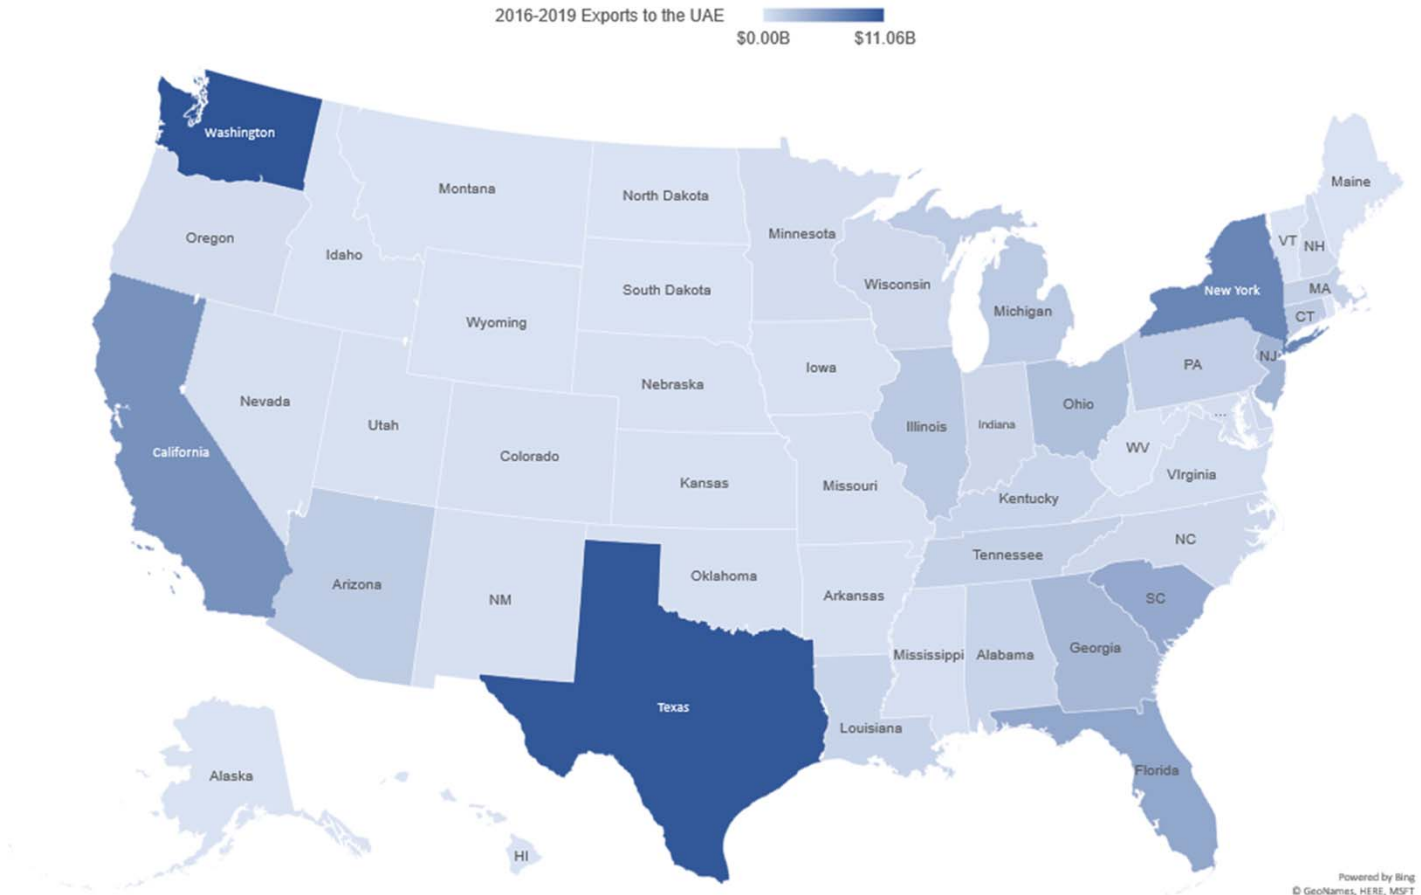 2016-2019 Exports to the UAE
$0.00B $11.06B
Washington
Montana
North Dakota
Minnesota
Maine
Oregon
Idaho
VT
NH
Wisconsin
South Dakota
New York
MA
Wyoming
Michigan
CT
Iowa
PA
NJ
Nebraska
Nevada
Ohio
...
Utah
Illinois
Indiana
California
Colorado
WV
Kansas
Missouri
VIrginia
Kentucky
NC
Tennessee
Arizona
Oklahoma
NM
Arkansas
SC
Mississippi
Alabama
Georgia
Texas
Louisiana
Alaska
Florida
HI
Powered by Bing
© GeoNames, HERE, MSFT